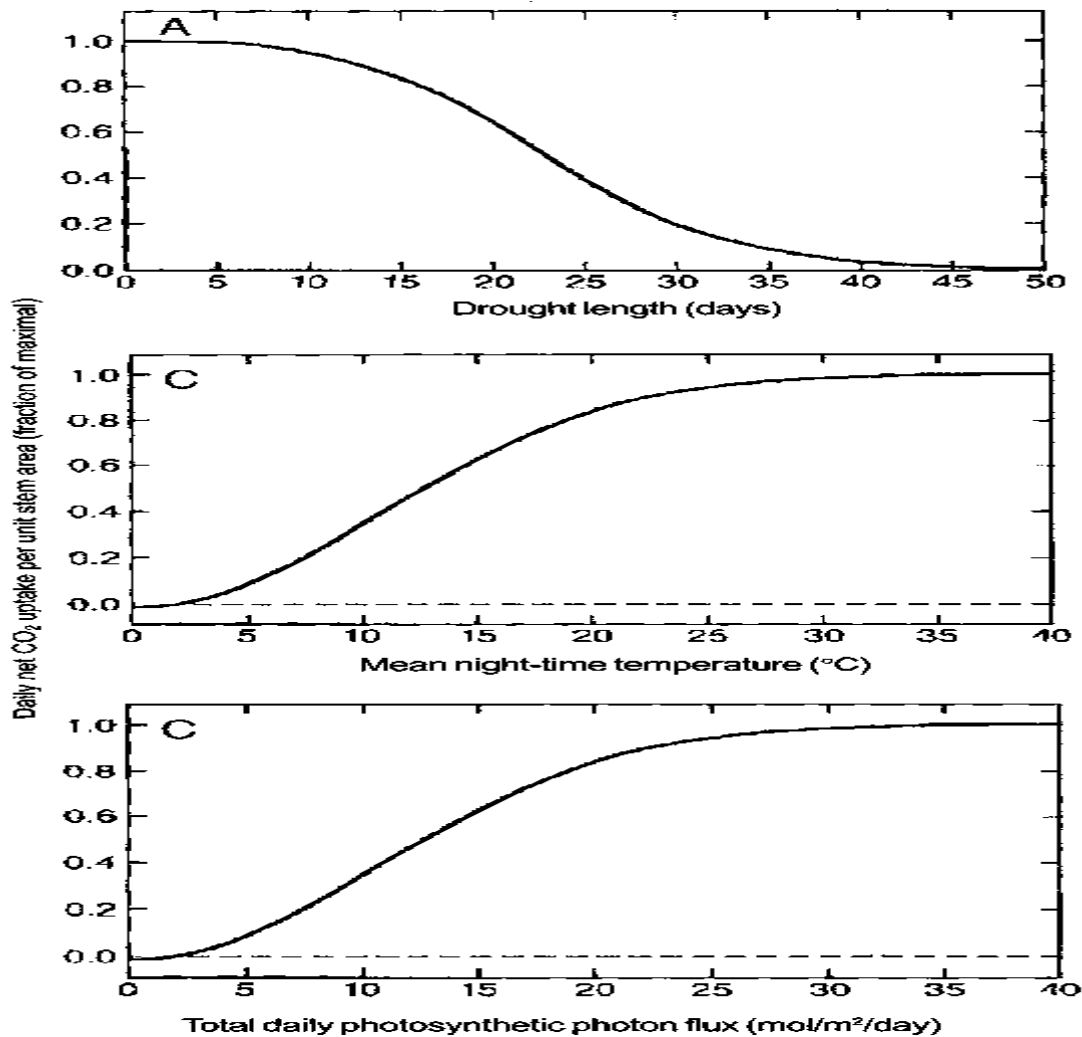 Daily net CO₂ uptake per unit stem area (fraction of maximal)
A
1.0
0.8
0.6
0.4
0.2
0.0
0 5 10 15 20 25 30 35 40 45 50
Drought length (days)
C
1.0
0.8
0.6
0.4
0.2
0.0
0 5 10 15 20 25 30 35 40
Mean night-time temperature (°C)
C
1.0
0.8
0.6
0.4
0.2
0.0
0 5 10 15 20 25 30 35 40
Total daily photosynthetic photon flux (mol/m²/day)